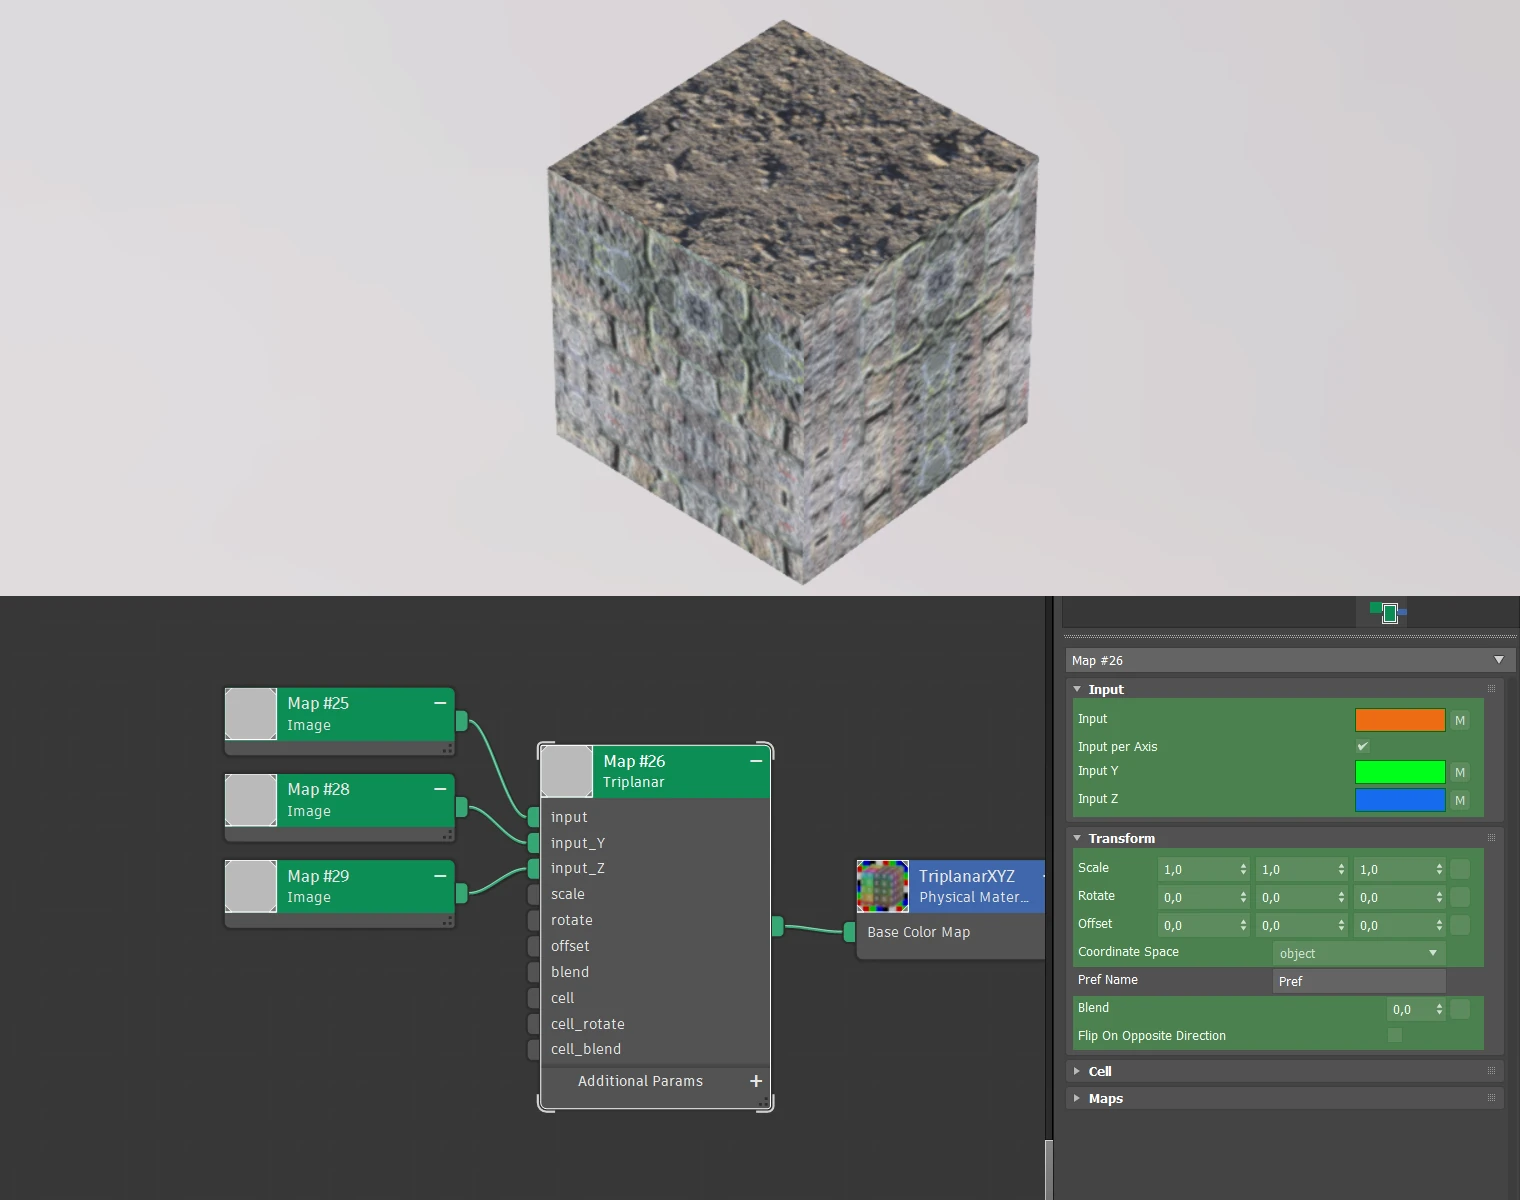 Map #25
Image
Map #28
Image
Map #29
Image
Map #26
Triplanar
input
input_Y
input_Z
scale
rotate
offset
blend
cell
cell_rotate
cell_blend
Additional Params
TriplanarXYZ
Physical Mater...
Base Color Map
Map #26
Input
Input M
Input per Axis
Input Y M
Input Z M
Transform
Scale 1,0 1,0 1,0
Rotate 0,0 0,0 0,0
Offset 0,0 0,0 0,0
Coordinate Space object
Pref Name Pref
Blend 0,0
Flip On Opposite Direction
Cell
Maps